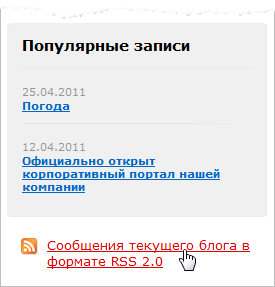 Популярные записи
25.04.2011
Погода
12.04.2011
Официально открыт
корпоративный портал нашей
компании
Сообщения текущего блога в
формате RSS 2.0